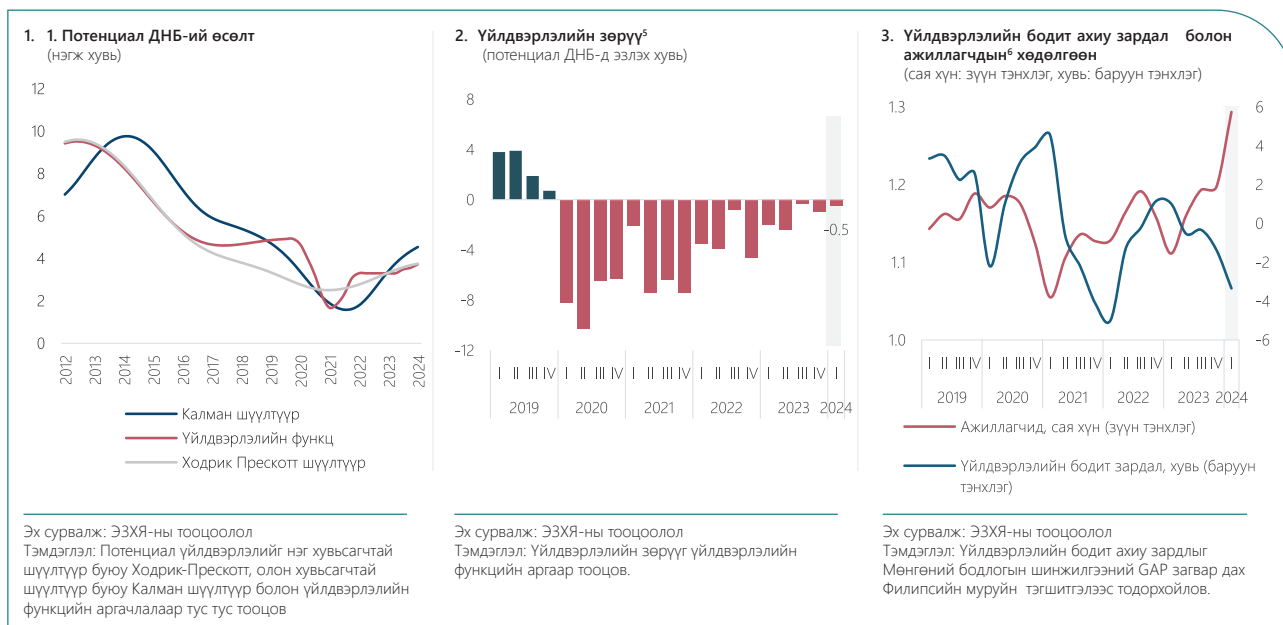 1. 1. Потенциал ДНБ-ий өсөлт
(нэгж хувь)
12
10
8
6
4
2
0
2012
2013
2014
2015
2016
2017
2018
2019
2020
2021
2022
2023
2024
Калман шүүлтүүр
Үйлдвэрлэлийн функц
Ходрик Прескотт шүүлтүүр
Эх сурвалж: ЭЗХЯ-ны тооцоолол
Тэмдэглэл: Потенциал үйлдвэрлэлийг нэг хувьсагчтай
шүүлтүүр буюу Ходрик-Прескотт, олон хувьсагчтай
шүүлтүүр буюу Калман шүүлтүүр болон үйлдвэрлэлийн
функцийн аргачлалаар тус тус тооцов
2. Үйлдвэрлэлийн зөрүү⁵
(потенциал ДНБ-д эзлэх хувь)
8
4
0
−4
−8
−12
−0.5
I II III IV I II III IV I II III IV I II III IV I II III IV I
2019 2020 2021 2022 2023 2024
Эх сурвалж: ЭЗХЯ-ны тооцоолол
Тэмдэглэл: Үйлдвэрлэлийн зөрүүг үйлдвэрлэлийн
функцийн аргаар тооцов.
3. Үйлдвэрлэлийн бодит ахиу зардал болон
ажиллагчдын⁶ хөдөлгөөн
(сая хүн: зүүн тэнхлэг, хувь: баруун тэнхлэг)
1.3
1.2
1.1
1.0
6
4
2
0
−2
−4
−6
I II III IV I II III IV I II III IV I II III IV I II III IV I
2019 2020 2021 2022 2023 2024
Ажиллагчид, сая хүн (зүүн тэнхлэг)
Үйлдвэрлэлийн бодит зардал, хувь (баруун
тэнхлэг)
Эх сурвалж: ЭЗХЯ-ны тооцоолол
Тэмдэглэл: Үйлдвэрлэлийн бодит ахиу зардлыг
Мөнгөний бодлогын шинжилгээний GAP загвар дах
Филипсийн муруйн тэгшитгэлээс тодорхойлов.